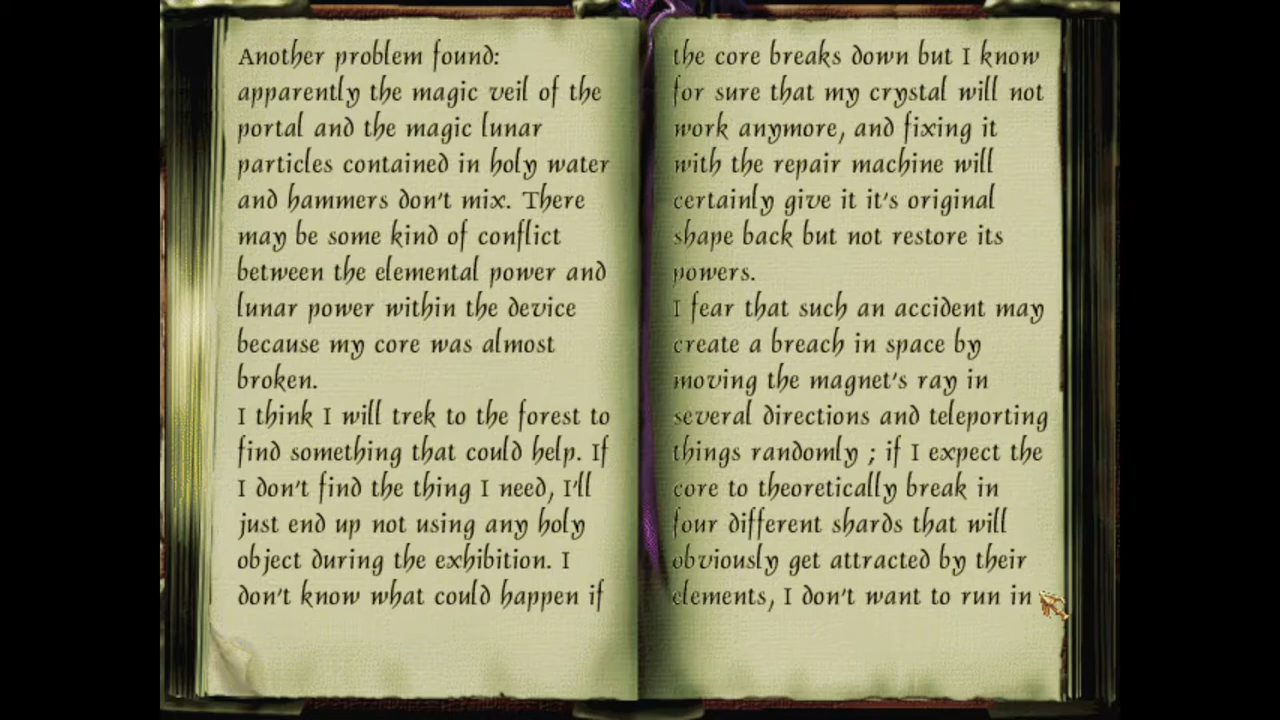 Another problem found:
apparently the magic veil of the
portal and the magic lunar
particles contained in holy water
and hammers don't mix. There
may be some kind of conflict
between the elemental power and
lunar power within the device
because my core was almost
broken.
I think I will trek to the forest to
find something that could help. If
I don't find the thing I need, I'll
just end up not using any holy
object during the exhibition. I
don't know what could happen if
the core breaks down but I know
for sure that my crystal will not
work anymore, and fixing it
with the repair machine will
certainly give it it's original
shape back but not restore its
powers.
I fear that such an accident may
create a breach in space by
moving the magnet's ray in
several directions and teleporting
things randomly ; if I expect the
core to theoretically break in
four different shards that will
obviously get attracted by their
elements, I don't want to run in